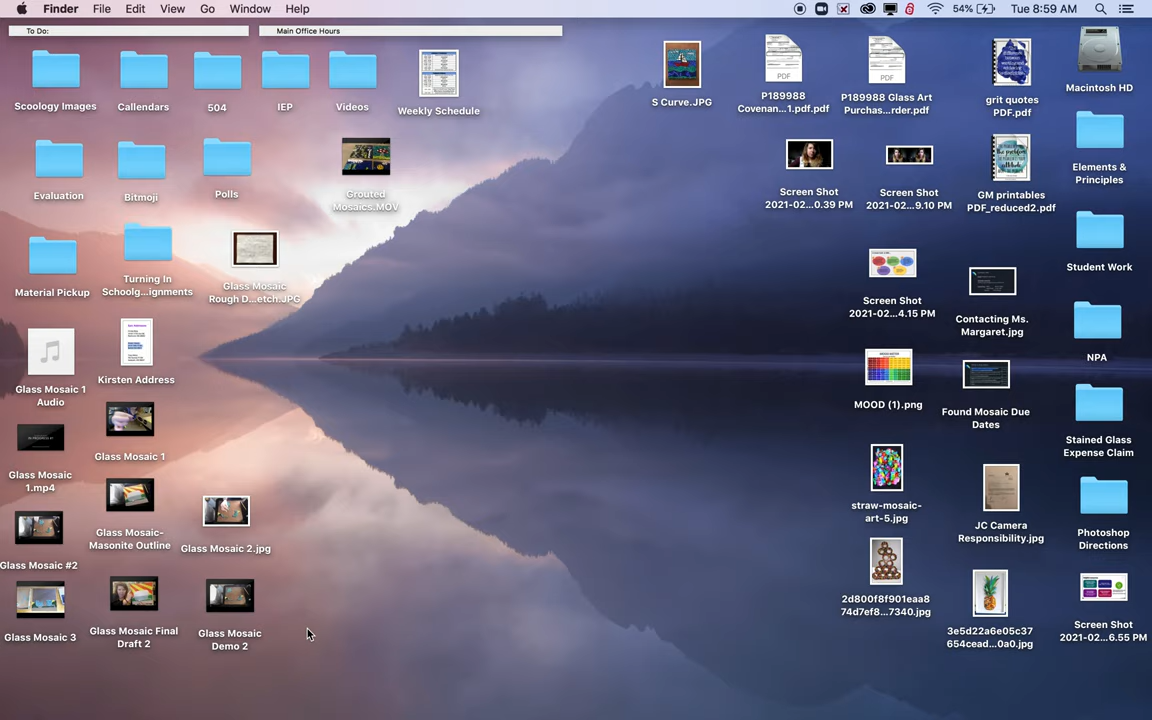 Finder File Edit View Go Window Help
54% Tue 8:59 AM
To Do:
Main Office Hours
Scoology Images
Callendars
504
IEP
Videos
Weekly Schedule
S Curve.JPG
PDF
P189988
Covenan...1.pdf.pdf
PDF
P189988 Glass Art
Purchas...rder.pdf
grit quotes
PDF.pdf
Macintosh HD
Evaluation
Bitmoji
Polls
Grouted
Mosaics.MOV
Screen Shot
2021-02...0.39 PM
Screen Shot
2021-02...9.10 PM
GM printables
PDF_reduced2.pdf
Elements &
Principles
Material Pickup
Turning In
Schoolg...ignments
Glass Mosaic
Rough D...etch.JPG
Screen Shot
2021-02...4.15 PM
Contacting Ms.
Margaret.jpg
Student Work
Glass Mosaic 1
Audio
Kirsten Address
MOOD (1).png
Found Mosaic Due
Dates
NPA
Glass Mosaic
1.mp4
Glass Mosaic 1
straw-mosaic-
art-5.jpg
JC Camera
Responsibility.jpg
Stained Glass
Expense Claim
Glass Mosaic #2
Glass Mosaic-
Masonite Outline
Glass Mosaic 2.jpg
2d800f8f901eaa8
74d7ef8...7340.jpg
Photoshop
Directions
Glass Mosaic 3
Glass Mosaic Final
Draft 2
Glass Mosaic
Demo 2
3e5d22a6e05c37
654cead...0a0.jpg
Screen Shot
2021-02...6.55 PM